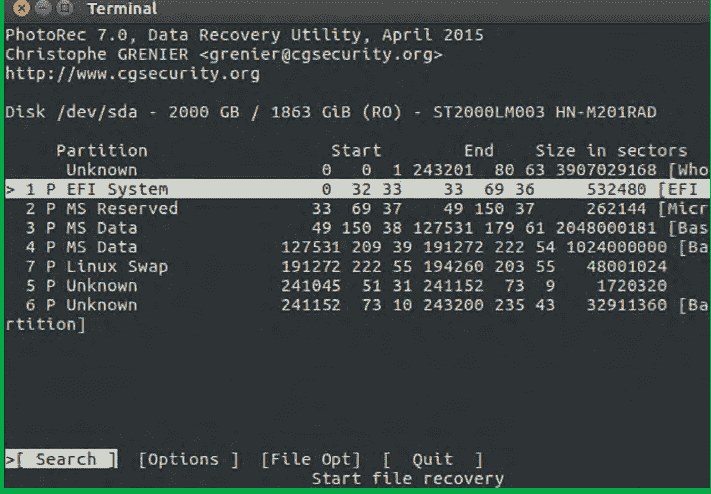 Terminal
PhotoRec 7.0, Data Recovery Utility, April 2015
Christophe GRENIER <grenier@cgsecurity.org>
http://www.cgsecurity.org
Disk /dev/sda - 2000 GB / 1863 GiB (RO) - ST2000LM003 HN-M201RAD
Partition Start End Size in sectors
Unknown 0 0 1 243201 80 63 3907029168 [Who
> 1 P EFI System 0 32 33 33 69 36 532480 [EFI
2 P MS Reserved 33 69 37 49 150 37 262144 [Micr
3 P MS Data 49 150 38 127531 179 61 2048000181 [Bas
4 P MS Data 127531 209 39 191272 222 54 1024000000 [Ba
7 P Linux Swap 191272 222 55 194260 203 55 48001024
5 P Unknown 241045 51 31 241152 73 9 1720320
6 P Unknown 241152 73 10 243200 235 43 32911360 [Ba
rtition]
>[ Search ] [Options ] [File Opt] [ Quit ]
Start file recovery